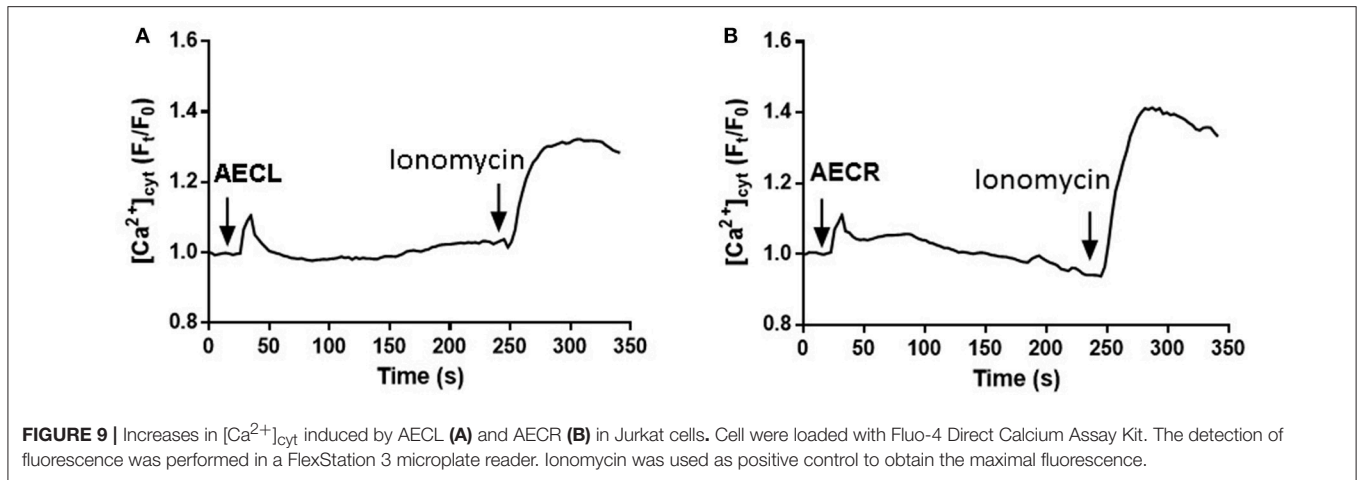 A
[Ca2+]cyt (Ft/F0)
1.6
1.4
1.2
1.0
0.8
AECL
Ionomycin
0 50 100 150 200 250 300 350
Time (s)
B
[Ca2+]cyt (Ft/F0)
1.6
1.4
1.2
1.0
0.8
AECR
Ionomycin
0 50 100 150 200 250 300 350
Time (s)
FIGURE 9 | Increases in [Ca2+]cyt induced by AECL (A) and AECR (B) in Jurkat cells. Cell were loaded with Fluo-4 Direct Calcium Assay Kit. The detection of
fluorescence was performed in a FlexStation 3 microplate reader. Ionomycin was used as positive control to obtain the maximal fluorescence.